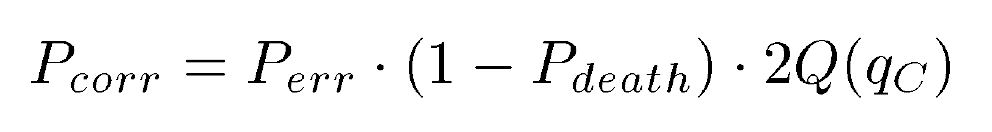 P_{corr} = P_{err} · (1 − P_{death}) · 2Q(q_C)